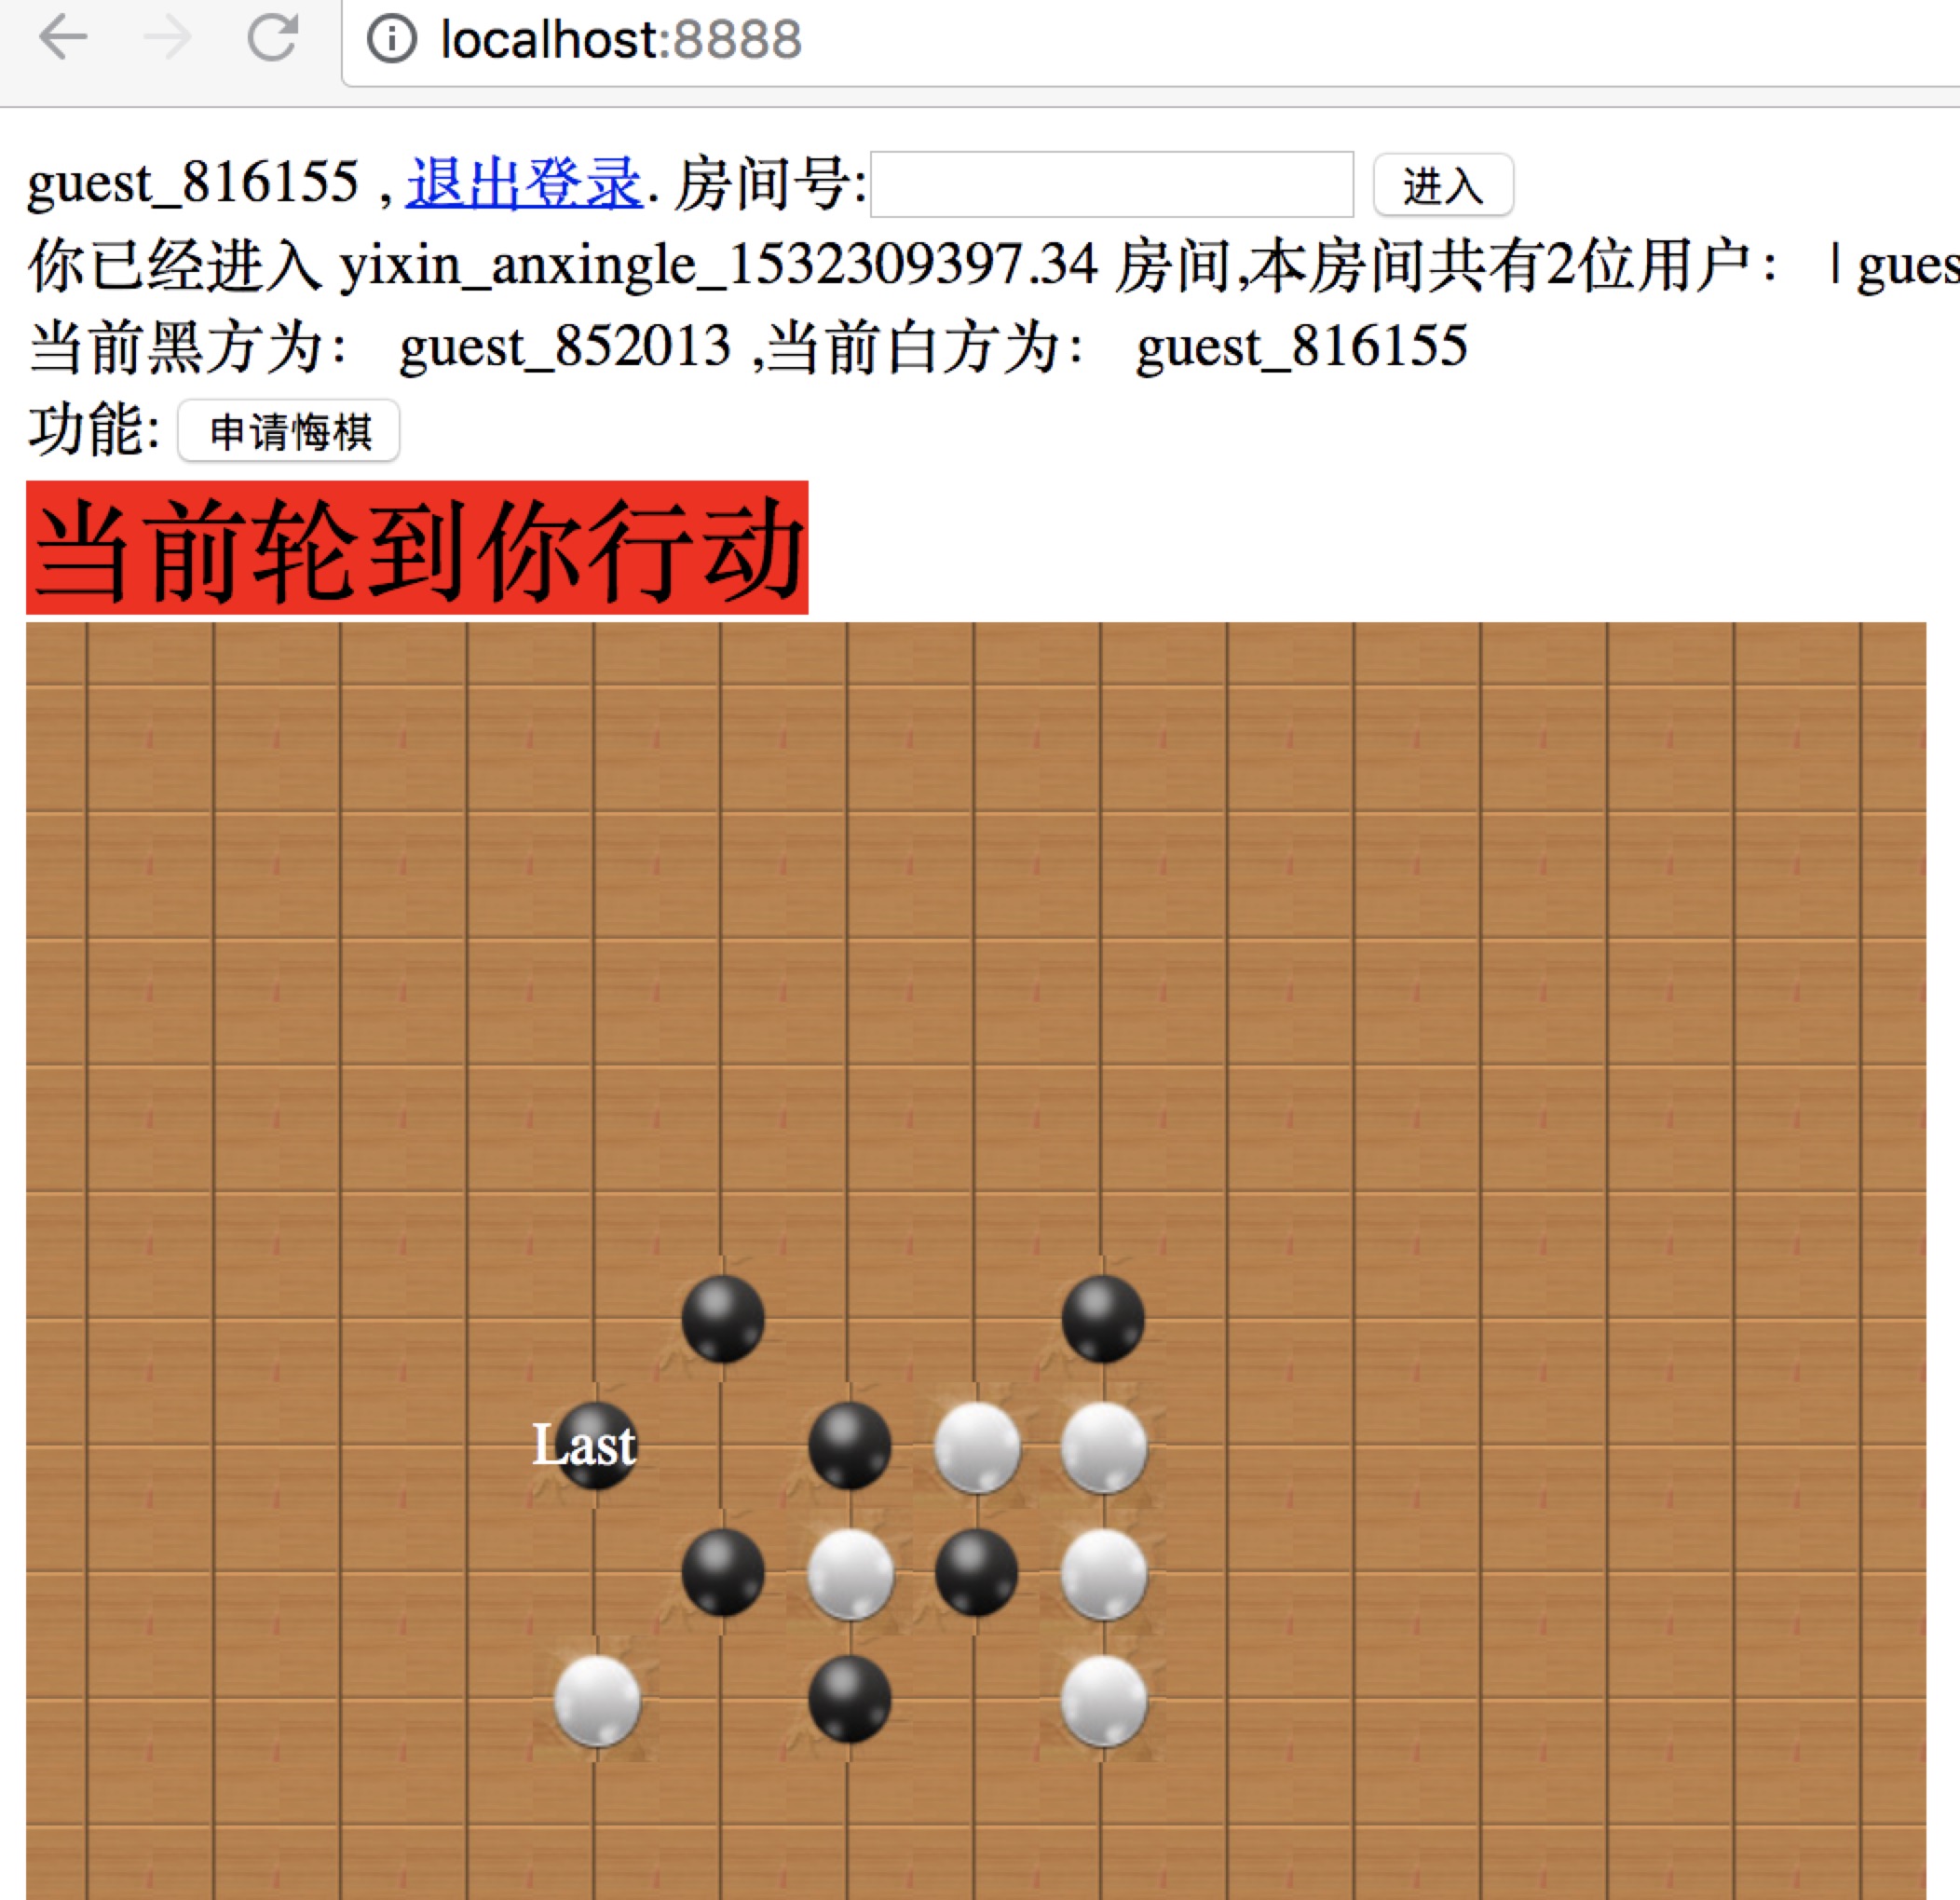 localhost:8888
guest_816155 , 退出登录. 房间号: 进入
你已经进入 yixin_anxingle_1532309397.34 房间,本房间共有2位用户： | gues
当前黑方为： guest_852013 ,当前白方为： guest_816155
功能: 申请悔棋
当前轮到你行动
Last